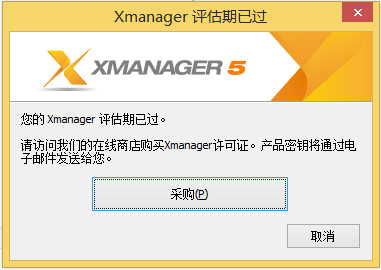 Xmanager 评估期已过
XMANAGER 5
您的 Xmanager 评估期已过。
请访问我们的在线商店购买Xmanager许可证。产品密钥将通过电
子邮件发送给您。
采购(P)
取消